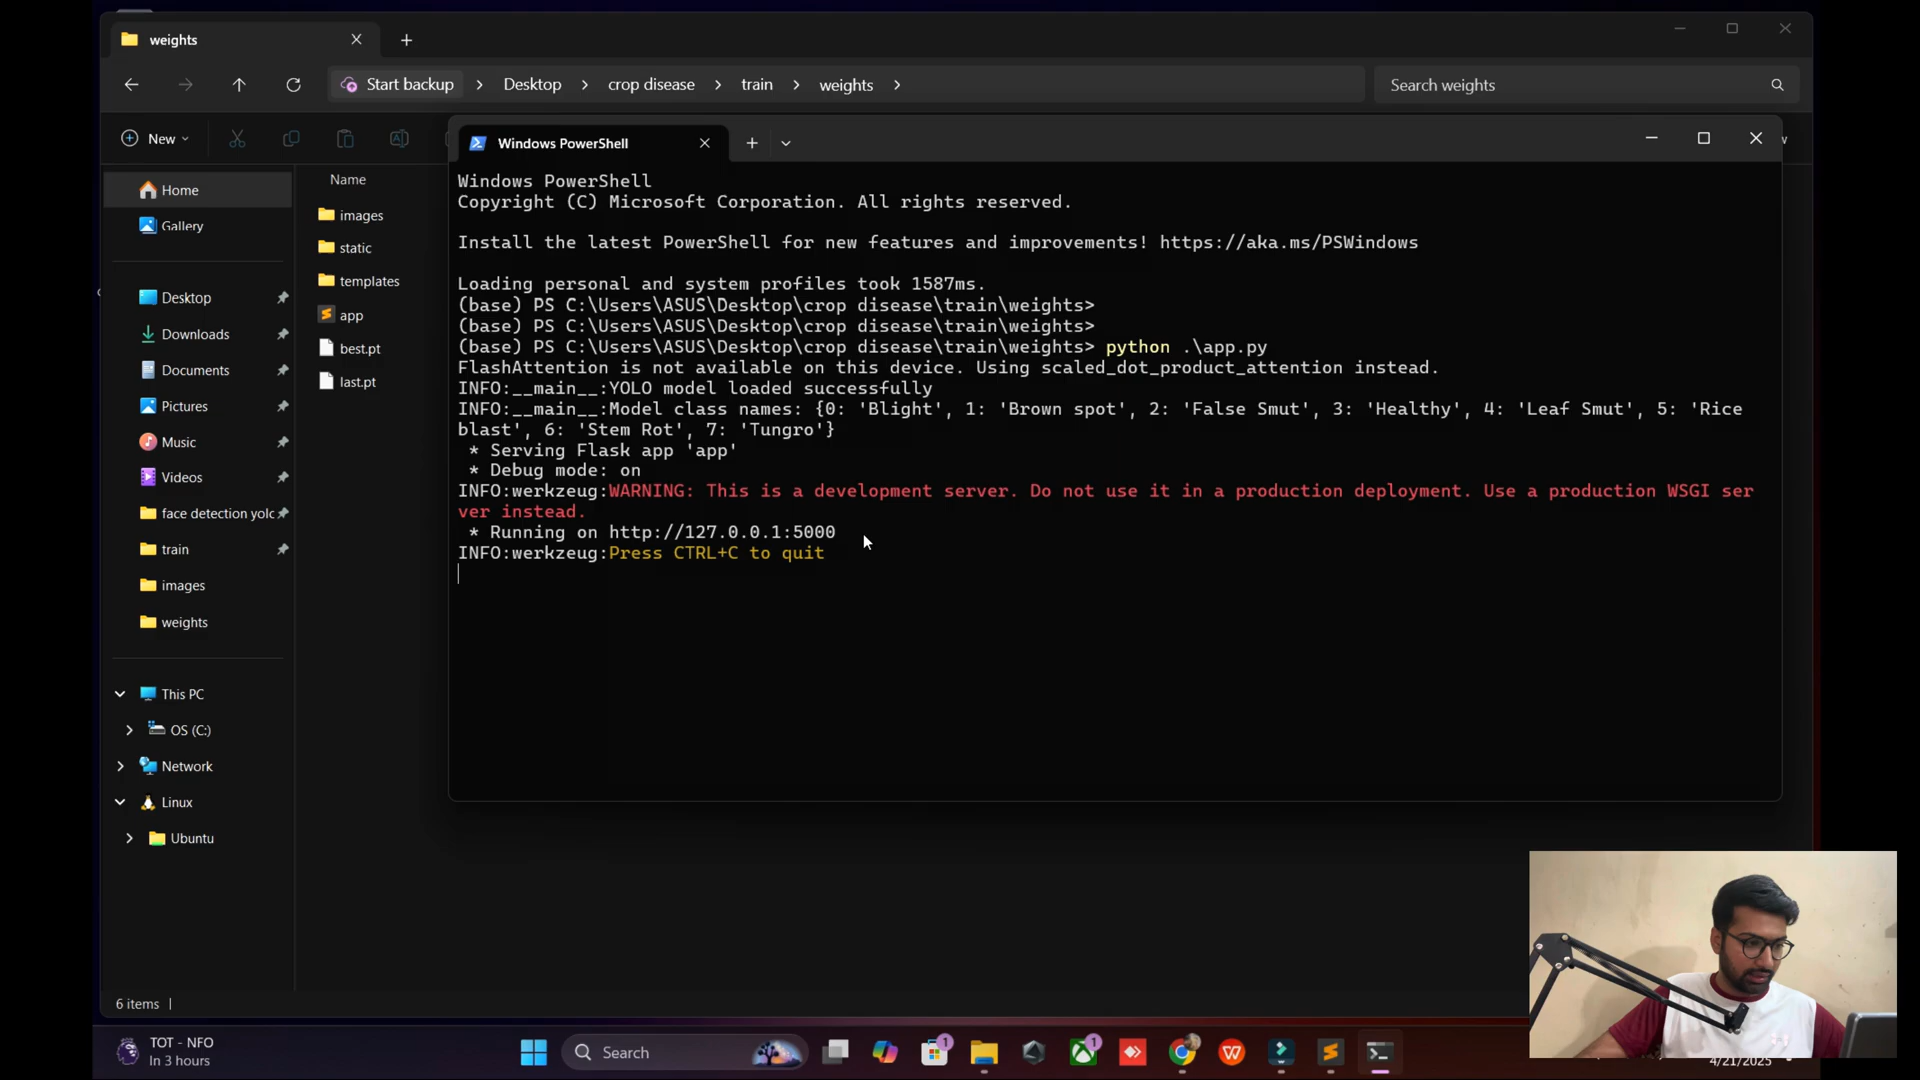 weights
Start backup > Desktop > crop disease > train > weights >
Search weights
New
Windows PowerShell
Name
Home
Gallery
Desktop
Downloads
Documents
Pictures
Music
Videos
face detection yolc
train
images
weights
This PC
OS (C:)
Network
Linux
Ubuntu
images
static
templates
app
best.pt
last.pt
Windows PowerShell
Copyright (C) Microsoft Corporation. All rights reserved.
Install the latest PowerShell for new features and improvements! https://aka.ms/PSWindows
Loading personal and system profiles took 1587ms.
(base) PS C:\Users\ASUS\Desktop\crop disease\train\weights>
(base) PS C:\Users\ASUS\Desktop\crop disease\train\weights>
(base) PS C:\Users\ASUS\Desktop\crop disease\train\weights> python .\app.py
FlashAttention is not available on this device. Using scaled_dot_product_attention instead.
INFO:__main__:YOLO model loaded successfully
INFO:__main__:Model class names: {0: 'Blight', 1: 'Brown spot', 2: 'False Smut', 3: 'Healthy', 4: 'Leaf Smut', 5: 'Rice
blast', 6: 'Stem Rot', 7: 'Tungro'}
* Serving Flask app 'app'
* Debug mode: on
INFO:werkzeug:WARNING: This is a development server. Do not use it in a production deployment. Use a production WSGI ser
ver instead.
* Running on http://127.0.0.1:5000
INFO:werkzeug:Press CTRL+C to quit
6 items
TOT - NFO
In 3 hours
Search
1
1
4/21/2025